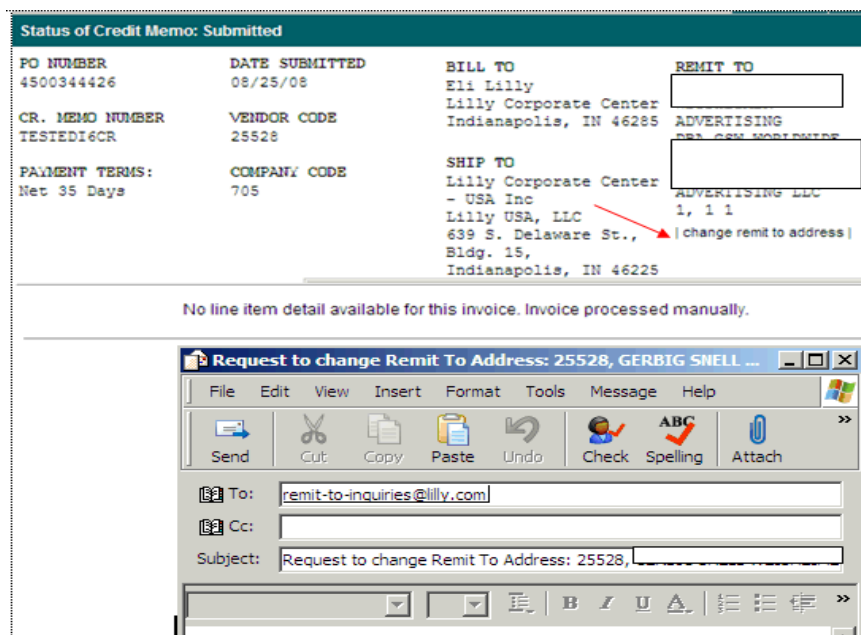 Status of Credit Memo: Submitted
PO NUMBER
4500344426
DATE SUBMITTED
08/25/08
CR. MEMO NUMBER
TESTEDI6CR
VENDOR CODE
25528
PAYMENT TERMS:
Net 35 Days
COMPANY CODE
705
BILL TO
Eli Lilly
Lilly Corporate Center
Indianapolis, IN 46285
SHIP TO
Lilly Corporate Center
- USA Inc
Lilly USA, LLC
639 S. Delaware St.,
Bldg. 15,
Indianapolis, IN 46225
REMIT TO
ADVERTISING
DBA GSW WORLDWIDE
ADVERTISING LLC
1, 1 1
| change remit to address |
No line item detail available for this invoice. Invoice processed manually.
Request to change Remit To Address: 25528, GERBIG SNELL ...
File Edit View Insert Format Tools Message Help
Send Cut Copy Paste Undo Check Spelling Attach
To: remit-to-inquiries@lilly.com
Cc:
Subject: Request to change Remit To Address: 25528,